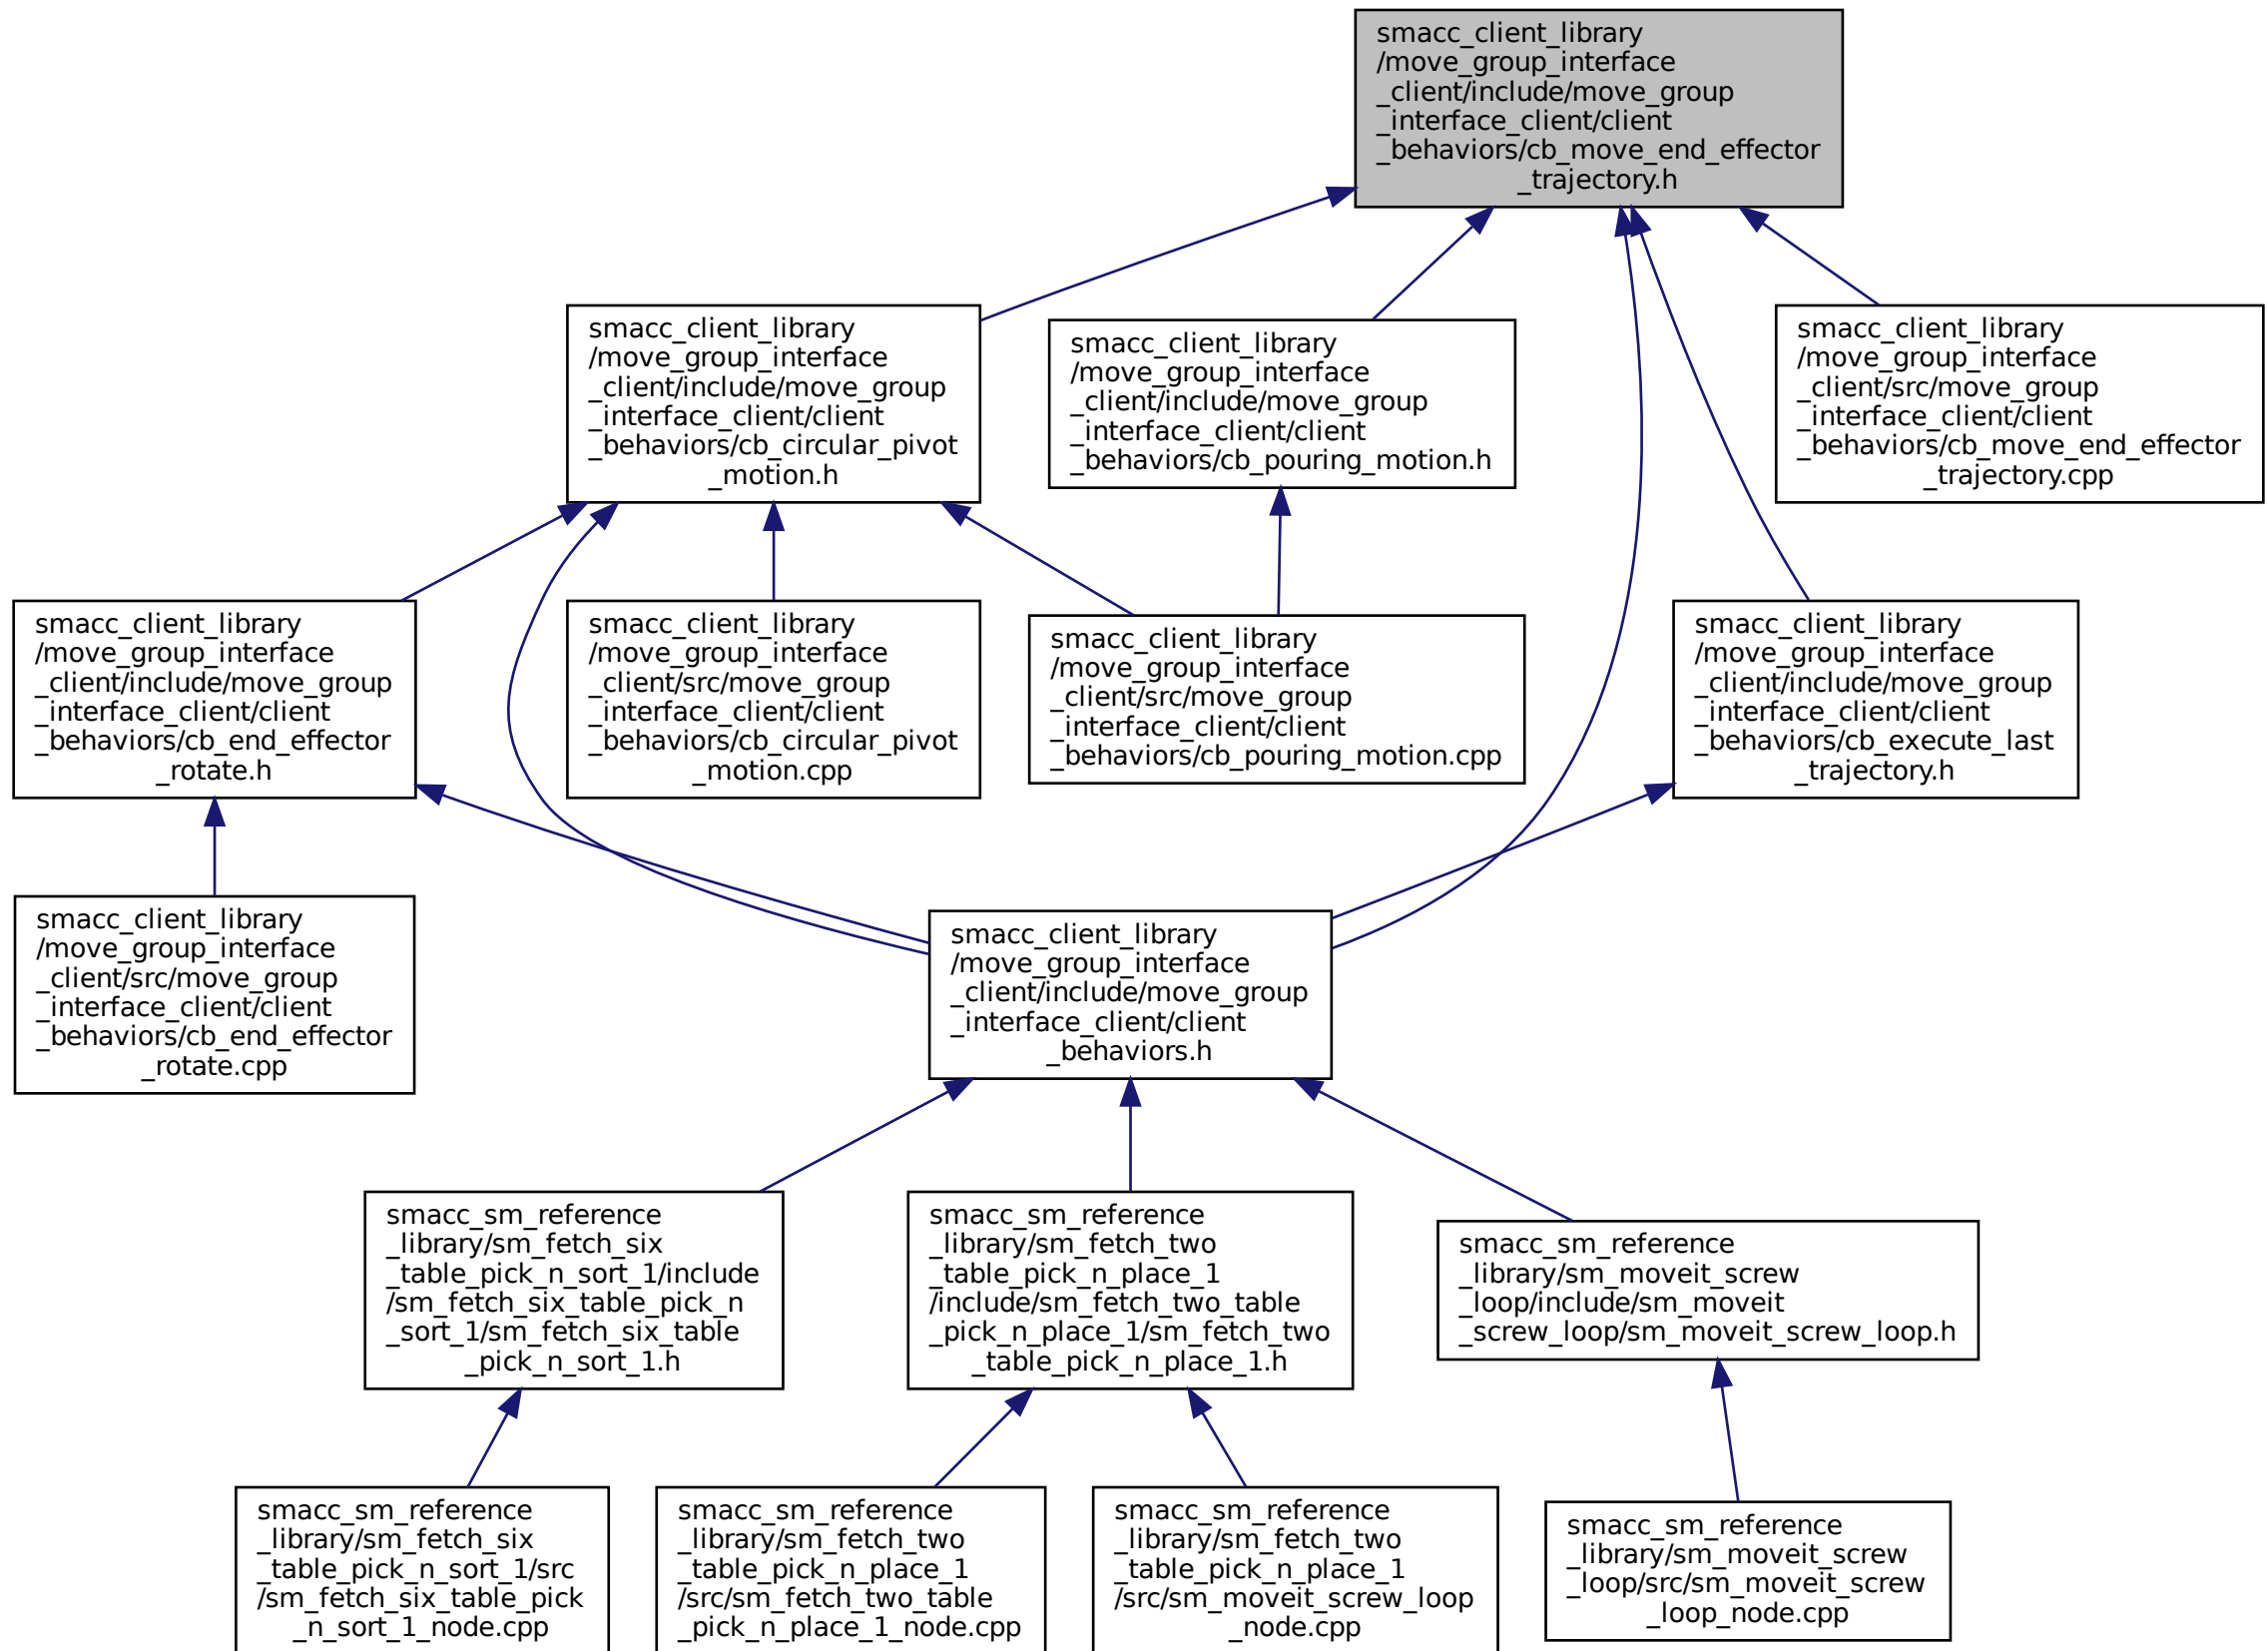 smacc_client_library
/move_group_interface
_client/include/move_group
_interface_client/client
_behaviors/cb_move_end_effector
_trajectory.h
smacc_client_library
/move_group_interface
_client/include/move_group
_interface_client/client
_behaviors/cb_circular_pivot
_motion.h
smacc_client_library
/move_group_interface
_client/include/move_group
_interface_client/client
_behaviors/cb_pouring_motion.h
smacc_client_library
/move_group_interface
_client/src/move_group
_interface_client/client
_behaviors/cb_move_end_effector
_trajectory.cpp
smacc_client_library
/move_group_interface
_client/include/move_group
_interface_client/client
_behaviors/cb_end_effector
_rotate.h
smacc_client_library
/move_group_interface
_client/src/move_group
_interface_client/client
_behaviors/cb_circular_pivot
_motion.cpp
smacc_client_library
/move_group_interface
_client/src/move_group
_interface_client/client
_behaviors/cb_pouring_motion.cpp
smacc_client_library
/move_group_interface
_client/include/move_group
_interface_client/client
_behaviors/cb_execute_last
_trajectory.h
smacc_client_library
/move_group_interface
_client/src/move_group
_interface_client/client
_behaviors/cb_end_effector
_rotate.cpp
smacc_client_library
/move_group_interface
_client/include/move_group
_interface_client/client
_behaviors.h
smacc_sm_reference
_library/sm_fetch_six
_table_pick_n_sort_1/include
/sm_fetch_six_table_pick_n
_sort_1/sm_fetch_six_table
_pick_n_sort_1.h
smacc_sm_reference
_library/sm_fetch_two
_table_pick_n_place_1
/include/sm_fetch_two_table
_pick_n_place_1/sm_fetch_two
_table_pick_n_place_1.h
smacc_sm_reference
_library/sm_moveit_screw
_loop/include/sm_moveit
_screw_loop/sm_moveit_screw_loop.h
smacc_sm_reference
_library/sm_fetch_six
_table_pick_n_sort_1/src
/sm_fetch_six_table_pick
_n_sort_1_node.cpp
smacc_sm_reference
_library/sm_fetch_two
_table_pick_n_place_1
/src/sm_fetch_two_table
_pick_n_place_1_node.cpp
smacc_sm_reference
_library/sm_fetch_two
_table_pick_n_place_1
/src/sm_moveit_screw_loop
_node.cpp
smacc_sm_reference
_library/sm_moveit_screw
_loop/src/sm_moveit_screw
_loop_node.cpp